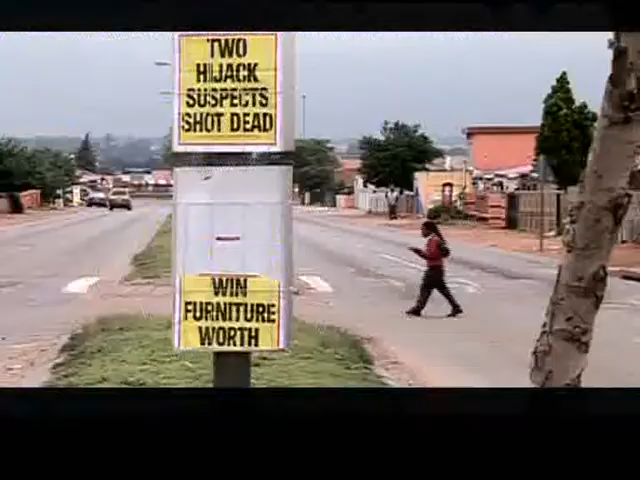 TWO
HIJACK
SUSPECTS
SHOT DEAD
WIN
FURNITURE
WORTH